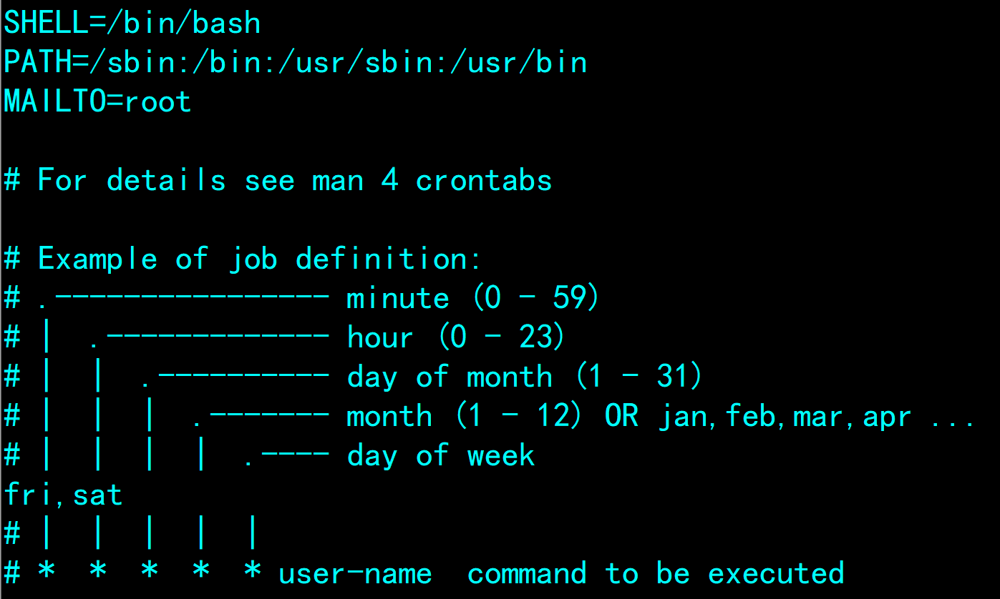 SHELL=/bin/bash
PATH=/sbin:/bin:/usr/sbin:/usr/bin
MAILTO=root

# For details see man 4 crontabs

# Example of job definition:
# .---------------- minute (0 - 59)
# |  .------------- hour (0 - 23)
# |  |  .---------- day of month (1 - 31)
# |  |  |  .------- month (1 - 12) OR jan,feb,mar,apr ...
# |  |  |  |  .---- day of week
fri,sat
# |  |  |  |  |
# *  *  *  *  * user-name  command to be executed